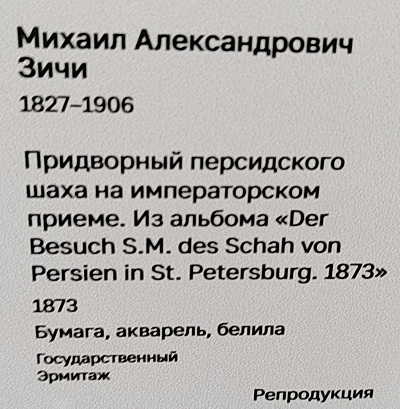 Михаил Александрович
Зичи
1827–1906
Придворный персидского
шаха на императорском
приеме. Из альбома «Der
Besuch S.M. des Schah von
Persien in St. Petersburg. 1873»
1873
Бумага, акварель, белила
Государственный
Эрмитаж
Репродукция